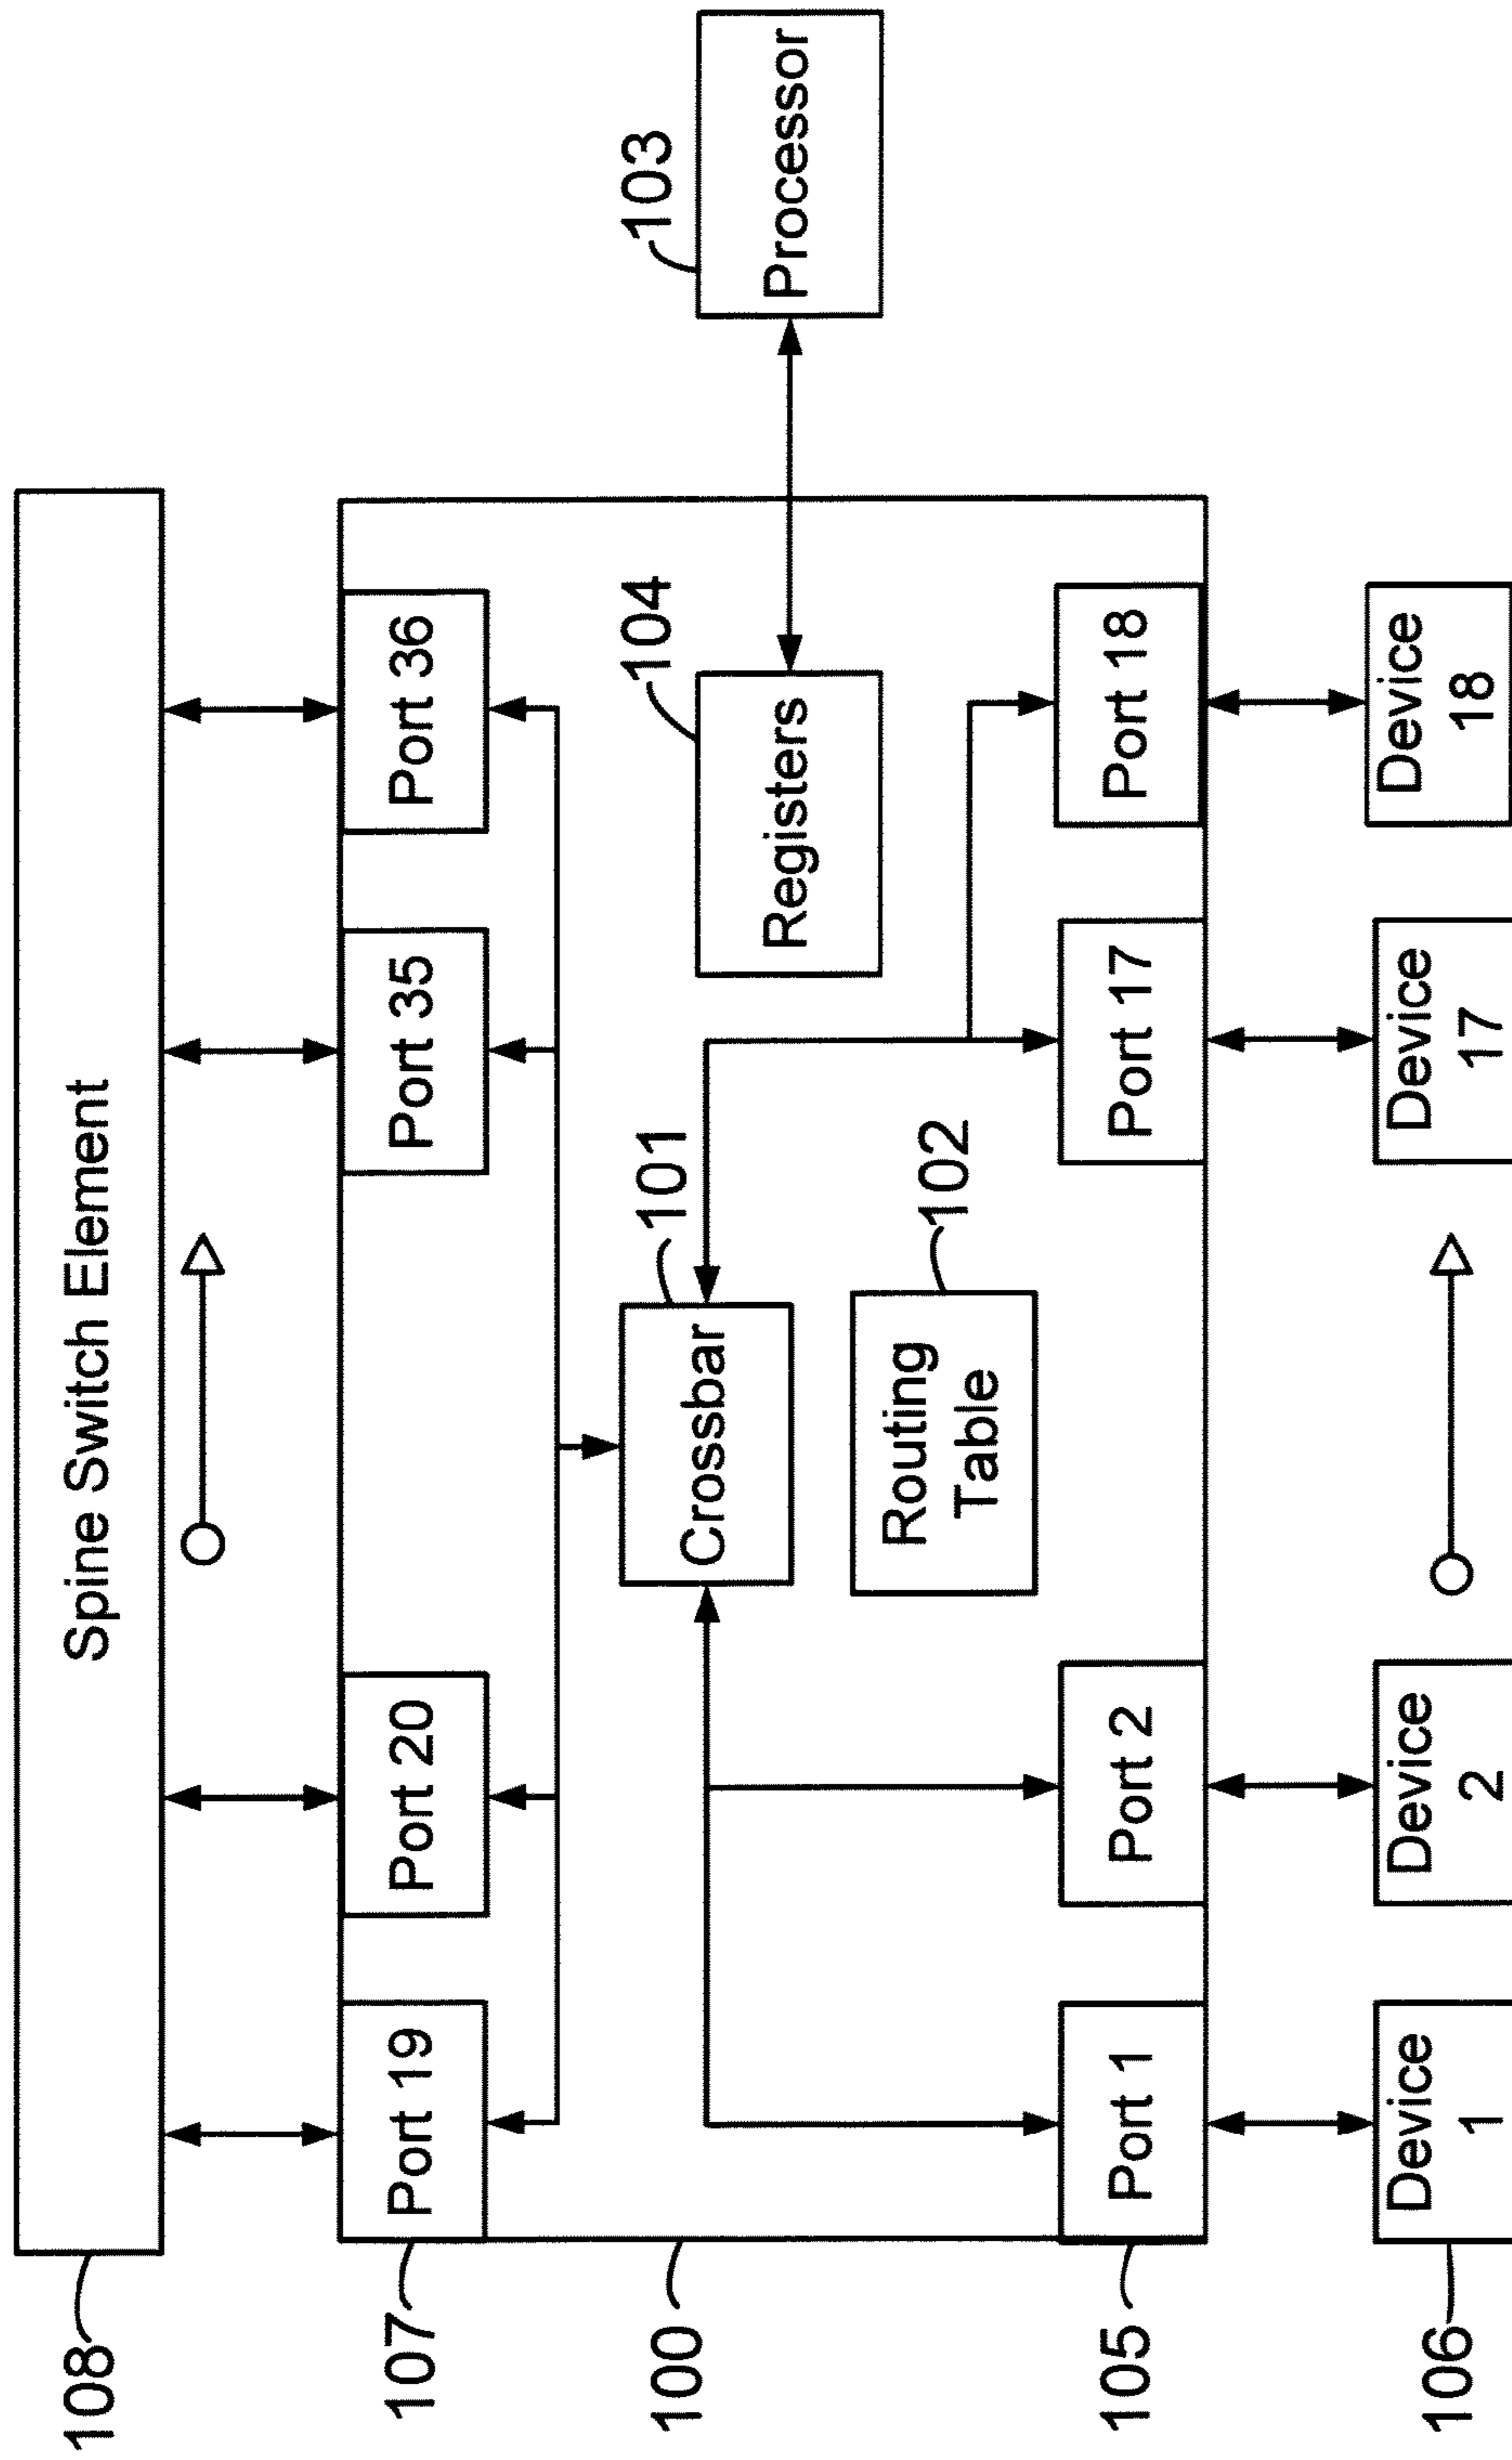 108
Spine Switch Element
107
Port 19
Port 20
Port 35
Port 36
100
101
Crossbar
104
Registers
103
Processor
102
Routing
Table
105
Port 1
Port 2
Port 17
Port 18
106
Device
1
Device
2
Device
17
Device
18